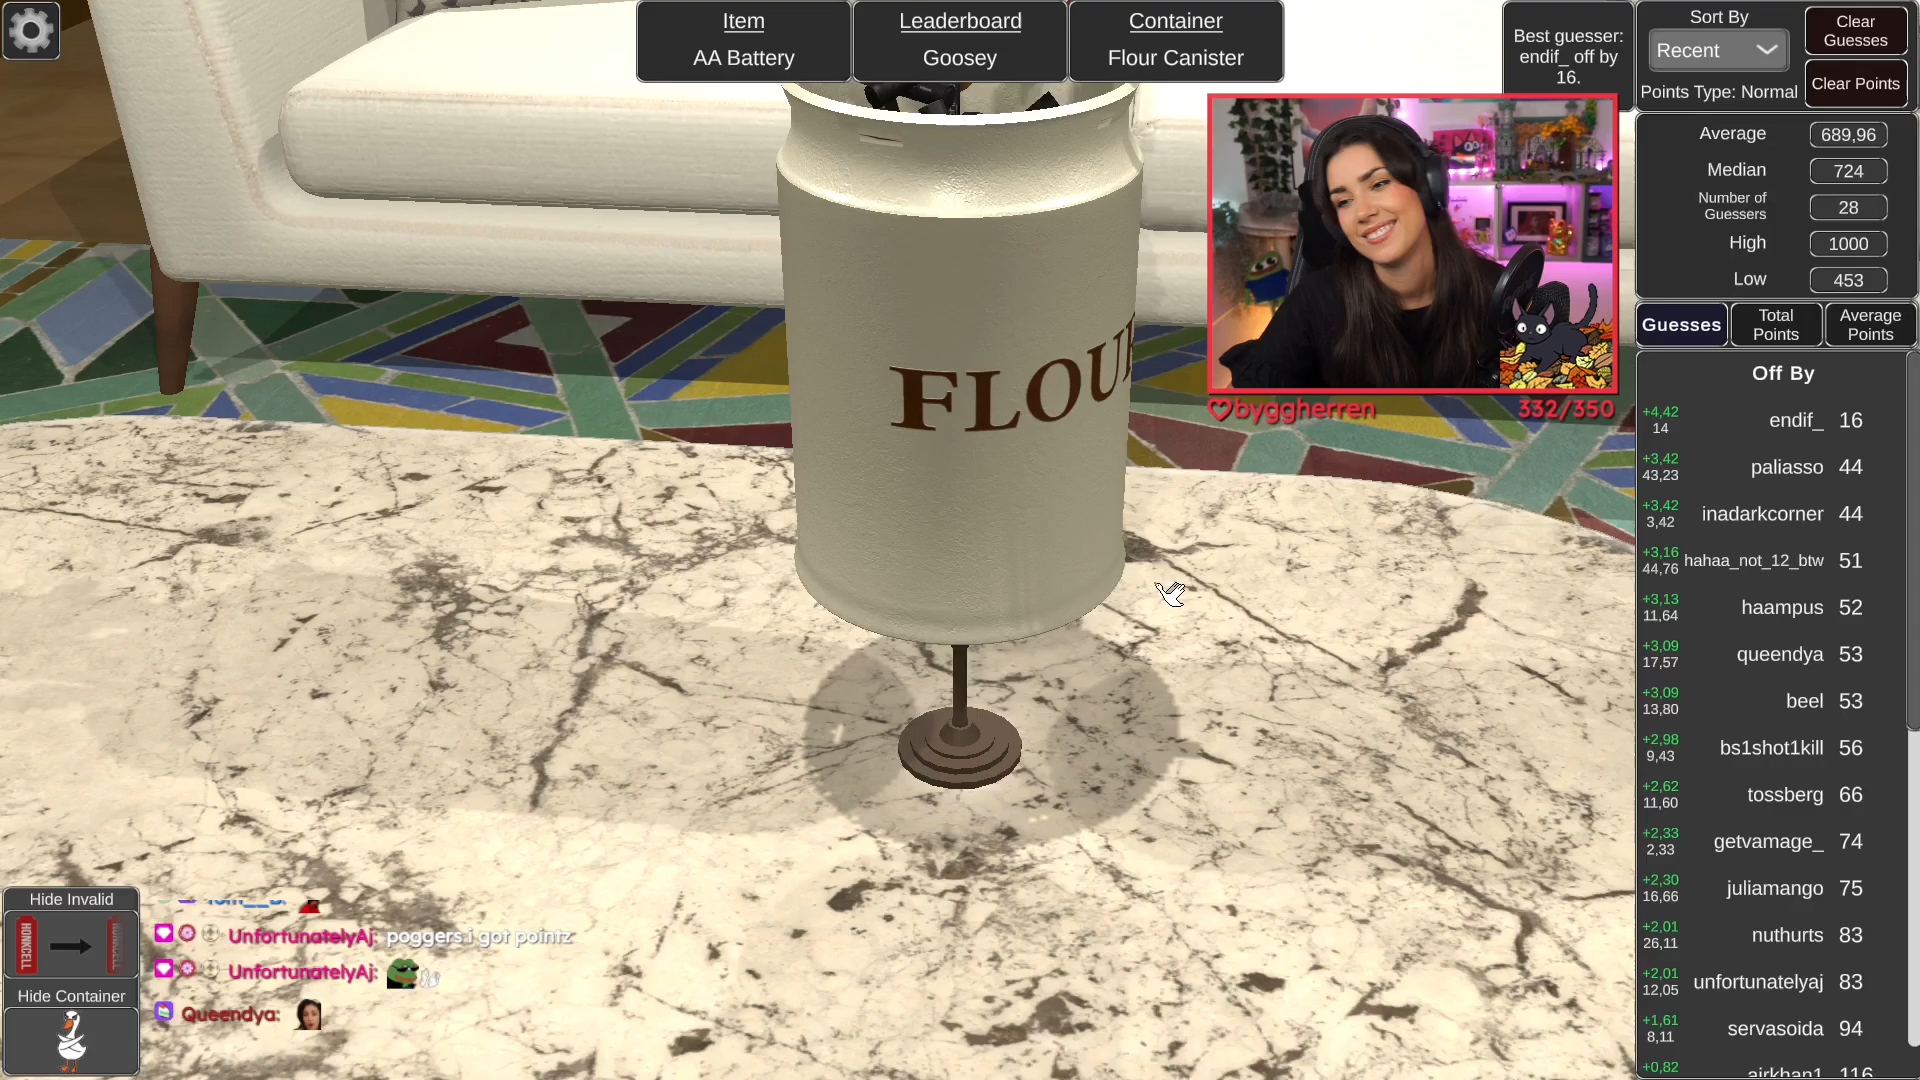 Item
AA Battery
Leaderboard
Goosey
Container
Flour Canister
Best guesser:
endif_ off by
16.
Sort By
Recent
Points Type: Normal
Clear
Guesses
Clear Points
Average 689,96
Median 724
Number of
Guessers 28
High 1000
Low 453
Guesses
Total
Points
Average
Points
Off By
+4,42
14
endif_ 16
+3,42
43,23
paliasso 44
+3,42
3,42
inadarkcorner 44
+3,16
44,76
hahaa_not_12_btw 51
+3,13
11,64
haampus 52
+3,09
17,57
queendya 53
+3,09
13,80
beel 53
+2,98
9,43
bs1shot1kill 56
+2,62
11,60
tossberg 66
+2,33
2,33
getvamage_ 74
+2,30
16,66
juliamango 75
+2,01
26,11
nuthurts 83
+2,01
12,05
unfortunatelyaj 83
+1,61
8,11
servasoida 94
+0,82
airkhan1 116
FLOUR
byggherren 332/350
Hide Invalid
HONKCELL
Hide Container
UnfortunatelyAj: poggers i got pointz
UnfortunatelyAj:
Queendya: